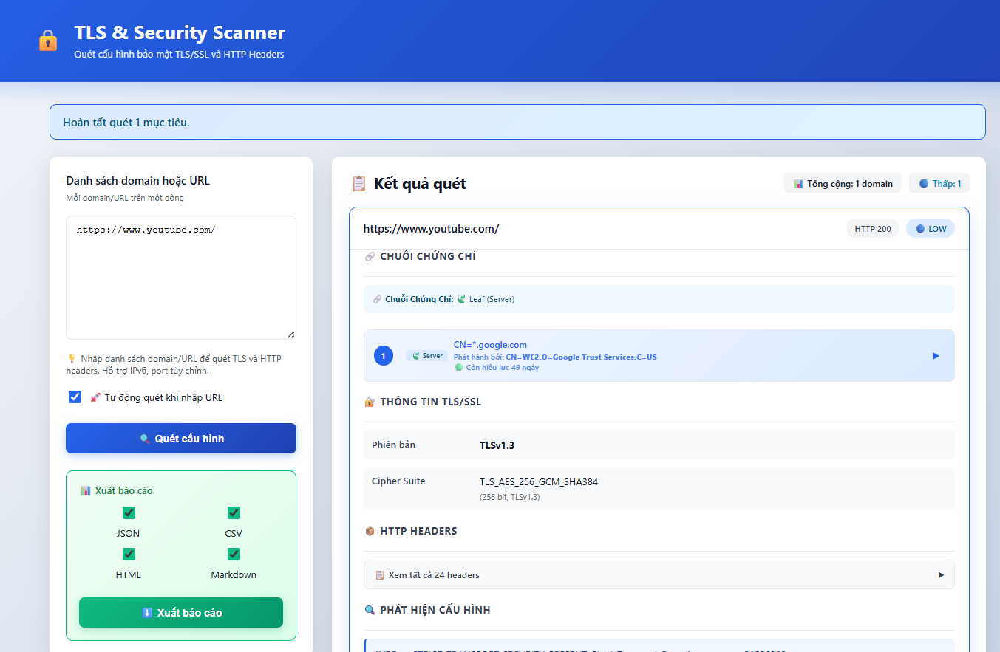 TLS & Security Scanner
Quét cấu hình bảo mật TLS/SSL và HTTP Headers
Hoàn tất quét 1 mục tiêu.
Danh sách domain hoặc URL
Mỗi domain/URL trên một dòng
https://www.youtube.com/
Nhập danh sách domain/URL để quét TLS và HTTP
headers. Hỗ trợ IPv6, port tùy chỉnh.
Tự động quét khi nhập URL
Quét cấu hình
Xuất báo cáo
JSON
CSV
HTML
Markdown
Xuất báo cáo
Kết quả quét
Tổng cộng: 1 domain
Thấp: 1
https://www.youtube.com/
HTTP 200
LOW
CHUỖI CHỨNG CHỈ
Chuỗi Chứng Chỉ: Leaf (Server)
1
Server
CN=*.google.com
Phát hành bởi: CN=WE2,O=Google Trust Services,C=US
Còn hiệu lực 49 ngày
THÔNG TIN TLS/SSL
Phiên bản
TLSv1.3
Cipher Suite
TLS_AES_256_GCM_SHA384
(256 bit, TLSv1.3)
HTTP HEADERS
Xem tất cả 24 headers
PHÁT HIỆN CẤU HÌNH